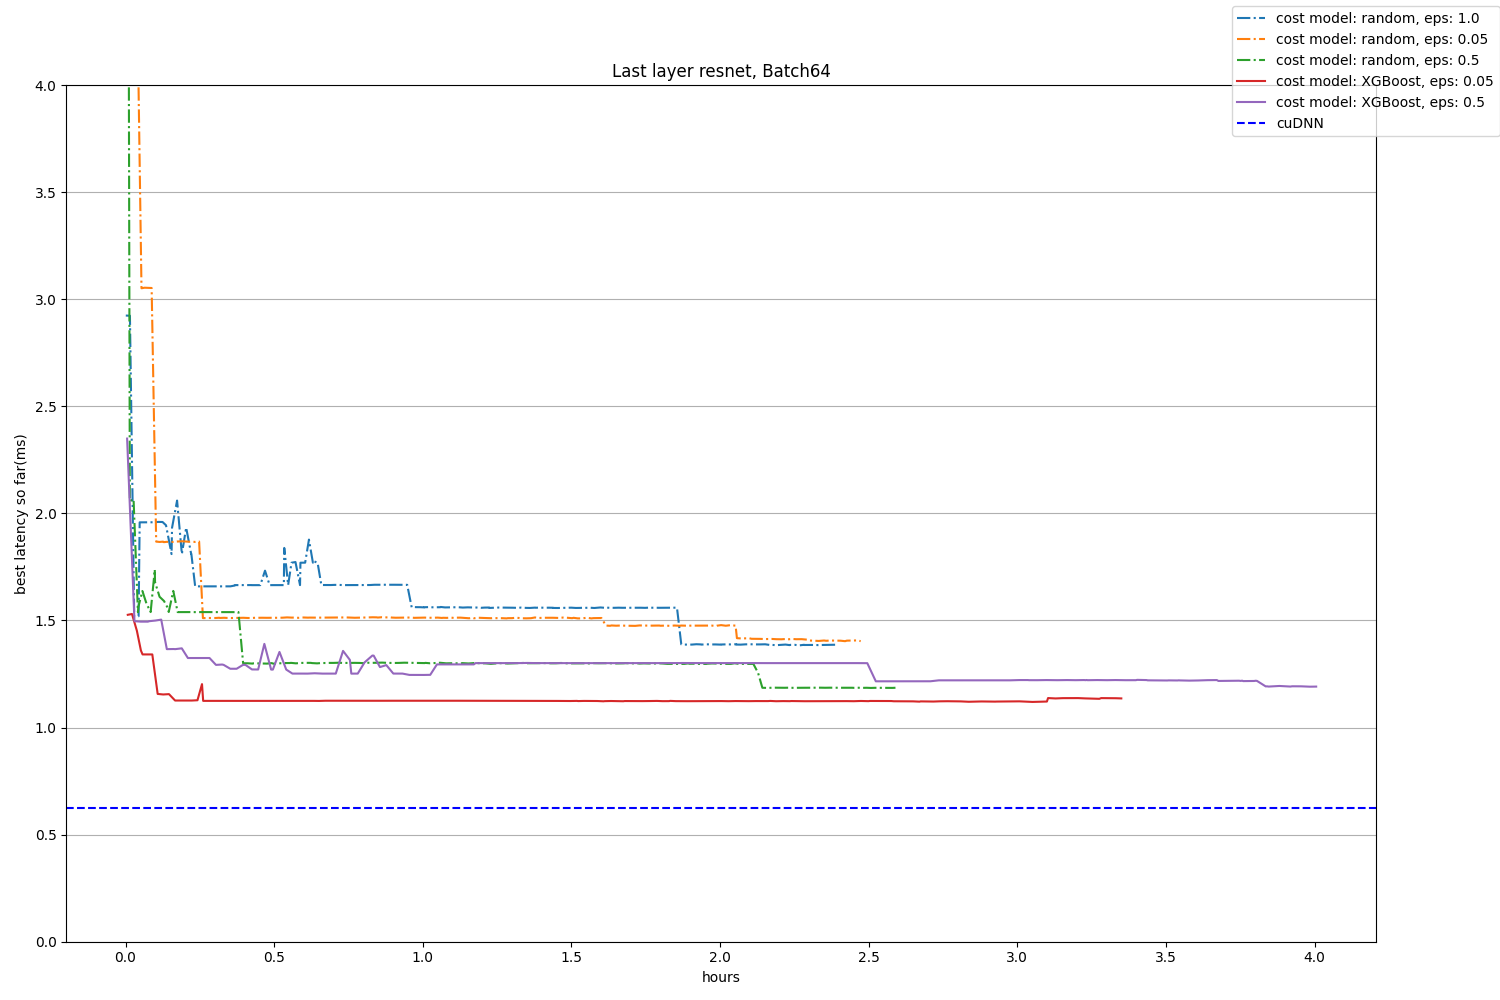 cost model: random, eps: 1.0
cost model: random, eps: 0.05
cost model: random, eps: 0.5
cost model: XGBoost, eps: 0.05
cost model: XGBoost, eps: 0.5
cuDNN
Last layer resnet, Batch64
best latency so far(ms)
4.0
3.5
3.0
2.5
2.0
1.5
1.0
0.5
0.0
0.0 0.5 1.0 1.5 2.0 2.5 3.0 3.5 4.0
hours